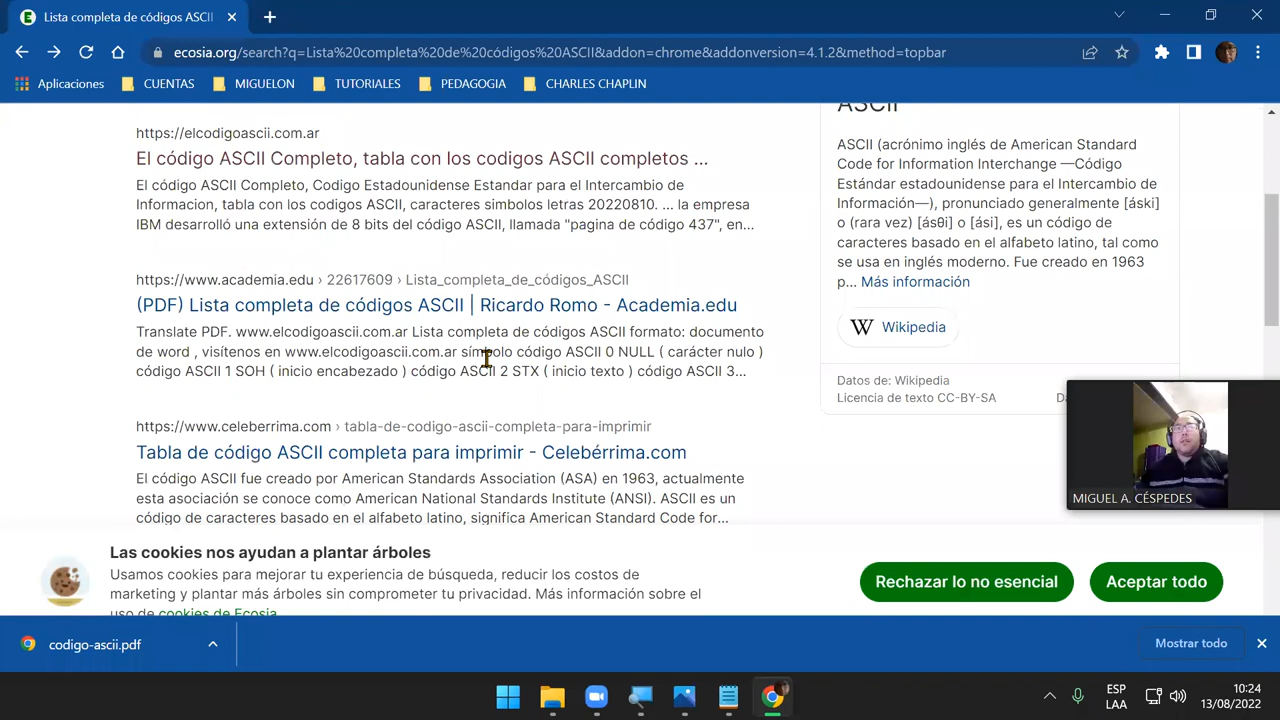 Lista completa de códigos ASCII
ecosia.org/search?q=Lista%20completa%20de%20códigos%20ASCII&addon=chrome&addonversion=4.1.2&method=topbar
Aplicaciones
CUENTAS
MIGUELON
TUTORIALES
PEDAGOGIA
CHARLES CHAPLIN
https://elcodigoascii.com.ar
El código ASCII Completo, tabla con los codigos ASCII completos ...
El código ASCII Completo, Codigo Estadounidense Estandar para el Intercambio de
Informacion, tabla con los codigos ASCII, caracteres simbolos letras 20220810. ... la empresa
IBM desarrolló una extensión de 8 bits del código ASCII, llamada "pagina de código 437", en...
https://www.academia.edu › 22617609 › Lista_completa_de_códigos_ASCII
(PDF) Lista completa de códigos ASCII | Ricardo Romo - Academia.edu
Translate PDF. www.elcodigoascii.com.ar Lista completa de códigos ASCII formato: documento
de word , visítenos en www.elcodigoascii.com.ar símbolo código ASCII 0 NULL ( carácter nulo )
código ASCII 1 SOH ( inicio encabezado ) código ASCII 2 STX ( inicio texto ) código ASCII 3...
https://www.celeberrima.com › tabla-de-codigo-ascii-completa-para-imprimir
Tabla de código ASCII completa para imprimir - Celebérrima.com
El código ASCII fue creado por American Standards Association (ASA) en 1963, actualmente
esta asociación se conoce como American National Standards Institute (ANSI). ASCII es un
código de caracteres basado en el alfabeto latino, significa American Standard Code for...
ASCII
ASCII (acrónimo inglés de American Standard
Code for Information Interchange —Código
Estándar estadounidense para el Intercambio de
Información—), pronunciado generalmente [áski]
o (rara vez) [ásθi] o [ási], es un código de
caracteres basado en el alfabeto latino, tal como
se usa en inglés moderno. Fue creado en 1963
p... Más información
Wikipedia
Datos de: Wikipedia
Licencia de texto CC-BY-SA
MIGUEL A. CÉSPEDES
Las cookies nos ayudan a plantar árboles
Usamos cookies para mejorar tu experiencia de búsqueda, reducir los costos de
marketing y plantar más árboles sin comprometer tu privacidad. Más información sobre el
uso de cookies de Ecosia
Rechazar lo no esencial
Aceptar todo
codigo-ascii.pdf
Mostrar todo
ESP
LAA
10:24
13/08/2022